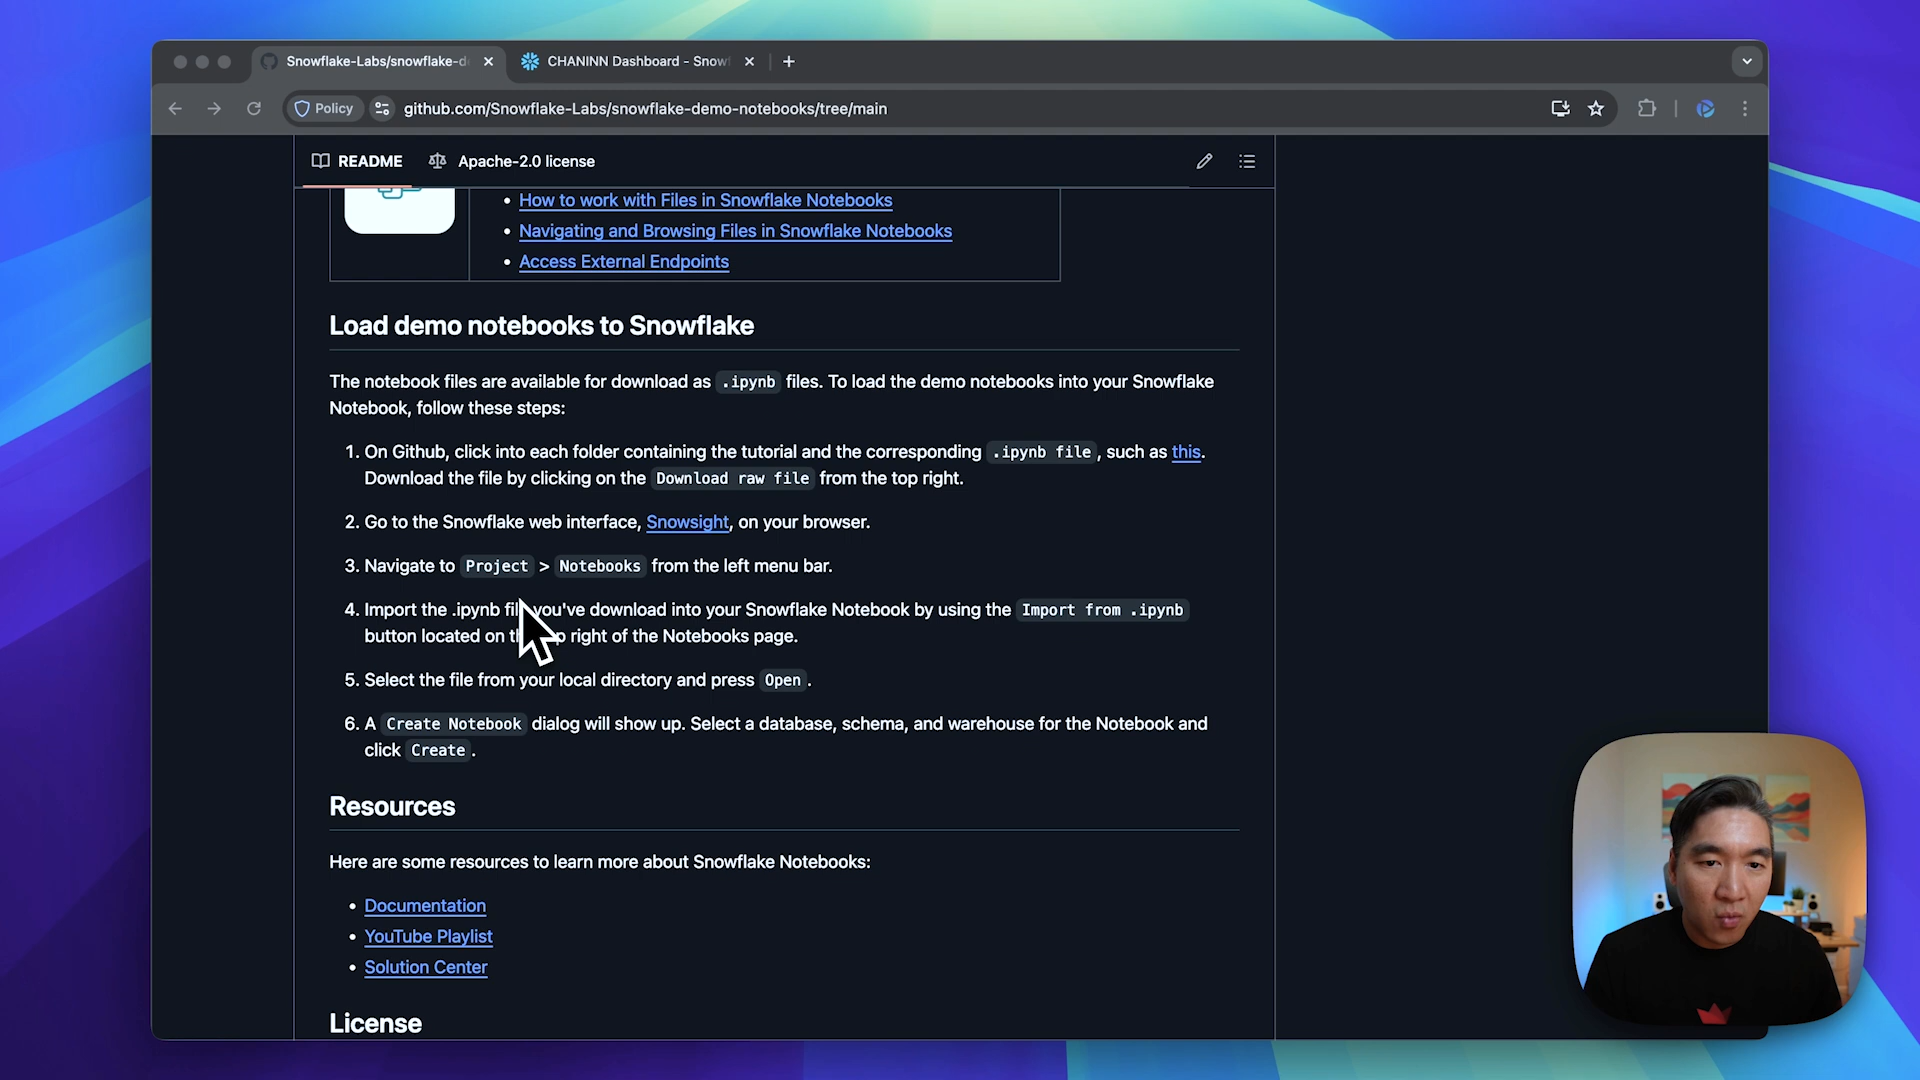 Snowflake-Labs/snowflake-de
CHANINN Dashboard - Snowf
Policy
github.com/Snowflake-Labs/snowflake-demo-notebooks/tree/main
README
Apache-2.0 license
• How to work with Files in Snowflake Notebooks
• Navigating and Browsing Files in Snowflake Notebooks
• Access External Endpoints
Load demo notebooks to Snowflake
The notebook files are available for download as .ipynb files. To load the demo notebooks into your Snowflake
Notebook, follow these steps:
1. On Github, click into each folder containing the tutorial and the corresponding .ipynb file, such as this.
Download the file by clicking on the Download raw file from the top right.
2. Go to the Snowflake web interface, Snowsight, on your browser.
3. Navigate to Project > Notebooks from the left menu bar.
4. Import the .ipynb you've download into your Snowflake Notebook by using the Import from .ipynb
button located on right of the Notebooks page.
5. Select the file from your local directory and press Open.
6. A Create Notebook dialog will show up. Select a database, schema, and warehouse for the Notebook and
click Create.
Resources
Here are some resources to learn more about Snowflake Notebooks:
• Documentation
• YouTube Playlist
• Solution Center
License